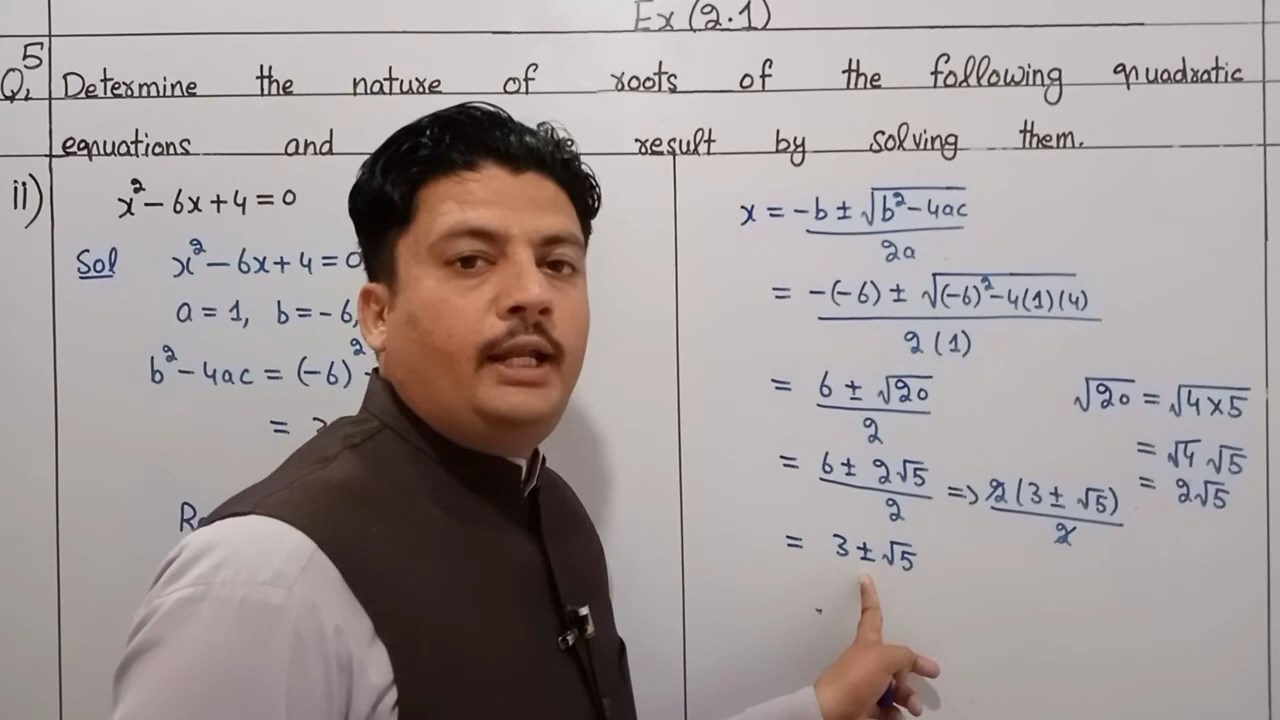 Ex (2.1)
Q.5 Determine the nature of roots of the following quadratic
equations and result by solving them.
ii) x² - 6x + 4 = 0
Sol x² - 6x + 4 = 0
a = 1, b = -6,
b² - 4ac = (-6)²
=
x = (-b ± √(b² - 4ac)) / 2a
= (-(-6) ± √((-6)² - 4(1)(4))) / 2(1)
= (6 ± √20) / 2
√20 = √(4×5)
= √4 √5
= 2√5
= (6 ± 2√5) / 2 => 2(3 ± √5) / 2
= 3 ± √5